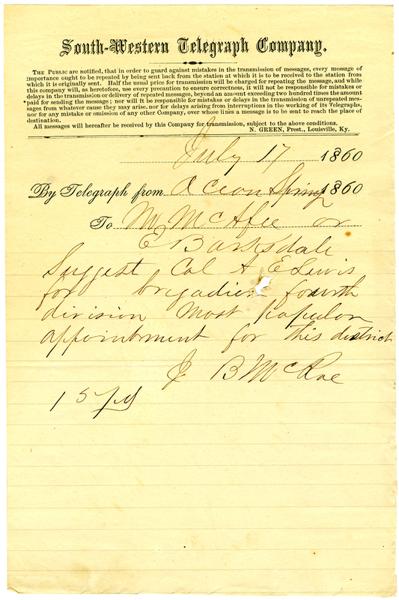 South-Western Telegraph Company.
THE PUBLIC are notified, that in order to guard against mistakes in the transmission of messages, every message of
importance ought to be repeated by being sent back from the station at which it is to be received to the station from
which it is originally sent. Half the usual price for transmission will be charged for repeating the message, and while
this company will, as heretofore, use every precaution to ensure correctness, it will not be responsible for mistakes or
delays in the transmission or delivery of repeated messages, beyond an amount exceeding two hundred times the amount
paid for sending the message; nor will it be responsible for mistakes or delays in the transmission of unrepeated mes-
sages from whatever cause they may arise, nor for delays arising from interruptions in the working of its Telegraphs,
nor for any mistake or omission of any other Company, over whose lines a message is to be sent to reach the place of
destination.
All messages will hereafter be received by this Company for transmission, subject to the above conditions.
N. GREEN, Prest., Louisville, Ky.
July 17 1860
By Telegraph from Ocean Springs 1860
To M McAfee or
E Barksdale
Suggest Col A E Lewis
for brigadier fourth
division Most popular
appointment for this district
J B McRae